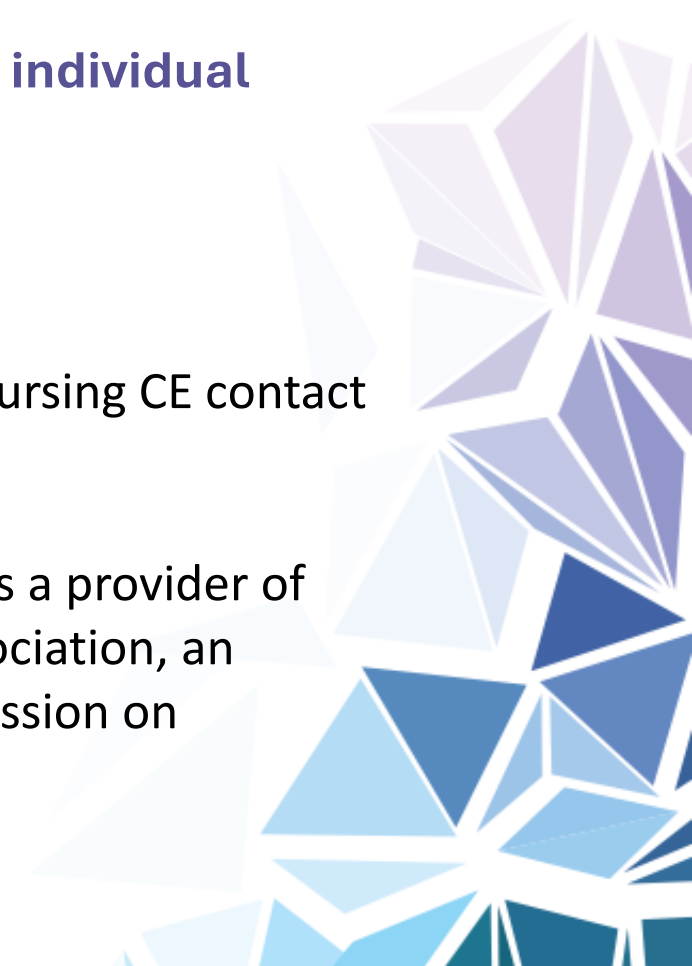 individual
ursing CE contact
s a provider of
ociation, an
ssion on